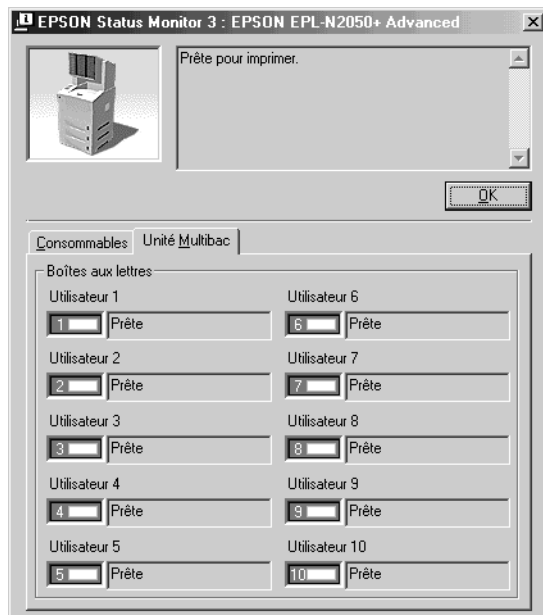 EPSON Status Monitor 3 : EPSON EPL-N2050+ Advanced
Prête pour imprimer.
OK
Consommables
Unité Multibac
Boîtes aux lettres
Utilisateur 1
1 Prête
Utilisateur 2
2 Prête
Utilisateur 3
3 Prête
Utilisateur 4
4 Prête
Utilisateur 5
5 Prête
Utilisateur 6
6 Prête
Utilisateur 7
7 Prête
Utilisateur 8
8 Prête
Utilisateur 9
9 Prête
Utilisateur 10
10 Prête